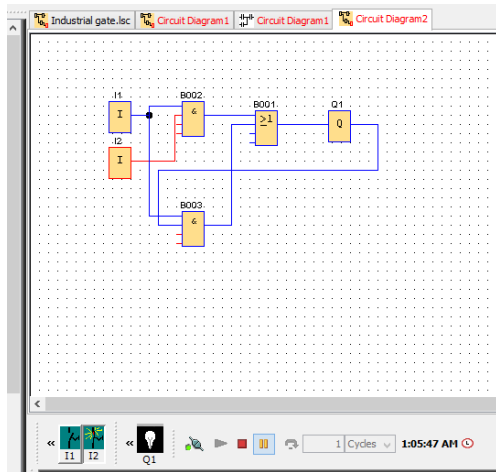 Industrial gate.lsc Circuit Diagram1 Circuit Diagram1 Circuit Diagram2
I1 B002 B001 Q1
I & >1 Q
I2
I
B003
&
« I1 I2 « Q1 1 Cycles 1:05:47 AM